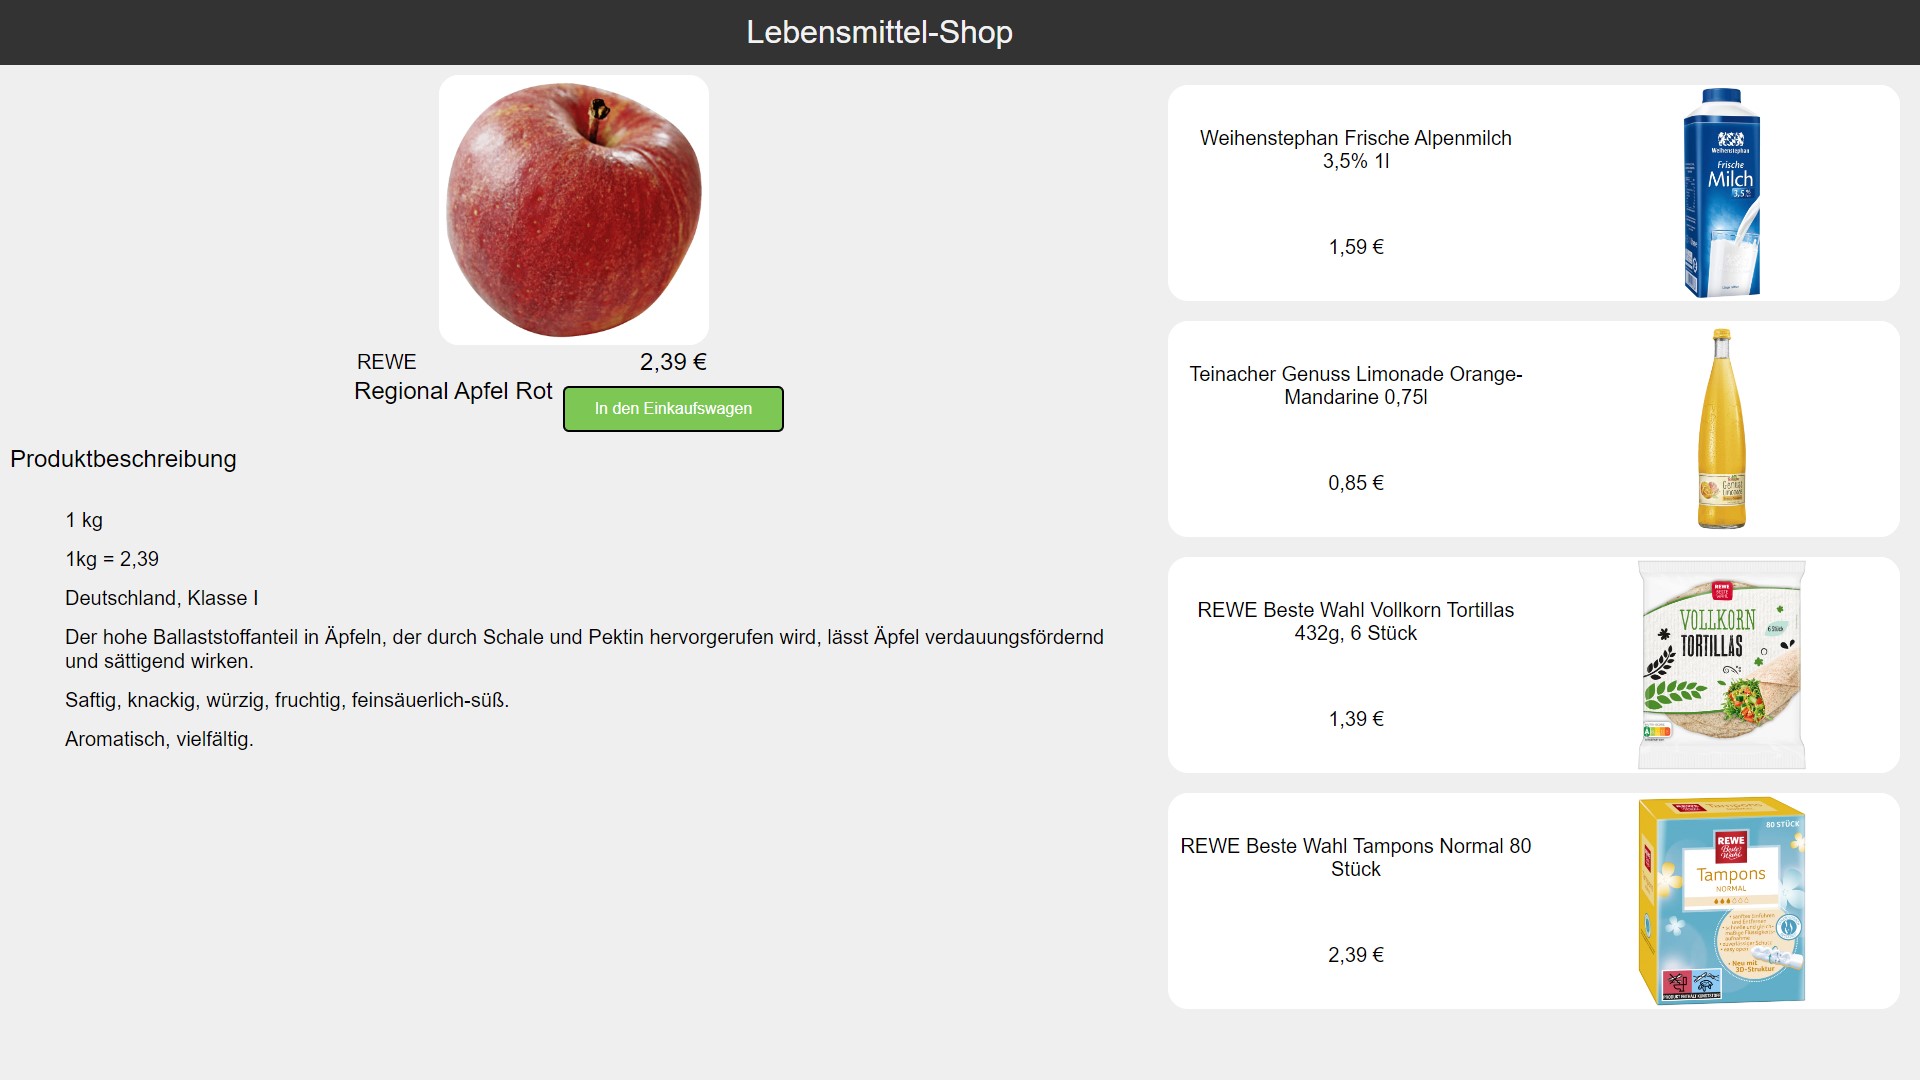 Lebensmittel-Shop
REWE
2,39 €
Regional Apfel Rot
In den Einkaufswagen
Produktbeschreibung
1 kg
1kg = 2,39
Deutschland, Klasse I
Der hohe Ballaststoffanteil in Äpfeln, der durch Schale und Pektin hervorgerufen wird, lässt Äpfel verdauungsfördernd
und sättigend wirken.
Saftig, knackig, würzig, fruchtig, feinsäuerlich-süß.
Aromatisch, vielfältig.
Weihenstephan Frische Alpenmilch
3,5% 1l
1,59 €
Weihenstephan
Frische
Milch
3,5
Teinacher Genuss Limonade Orange-
Mandarine 0,75l
0,85 €
Genuss
Limonade
REWE Beste Wahl Vollkorn Tortillas
432g, 6 Stück
1,39 €
REWE
BESTE
WAHL
VOLLKORN
6 Stück
TORTILLAS
REWE Beste Wahl Tampons Normal 80
Stück
2,39 €
80 STÜCK
REWE
Beste
Wahl
Tampons
NORMAL
• Neu mit
3D-Struktur